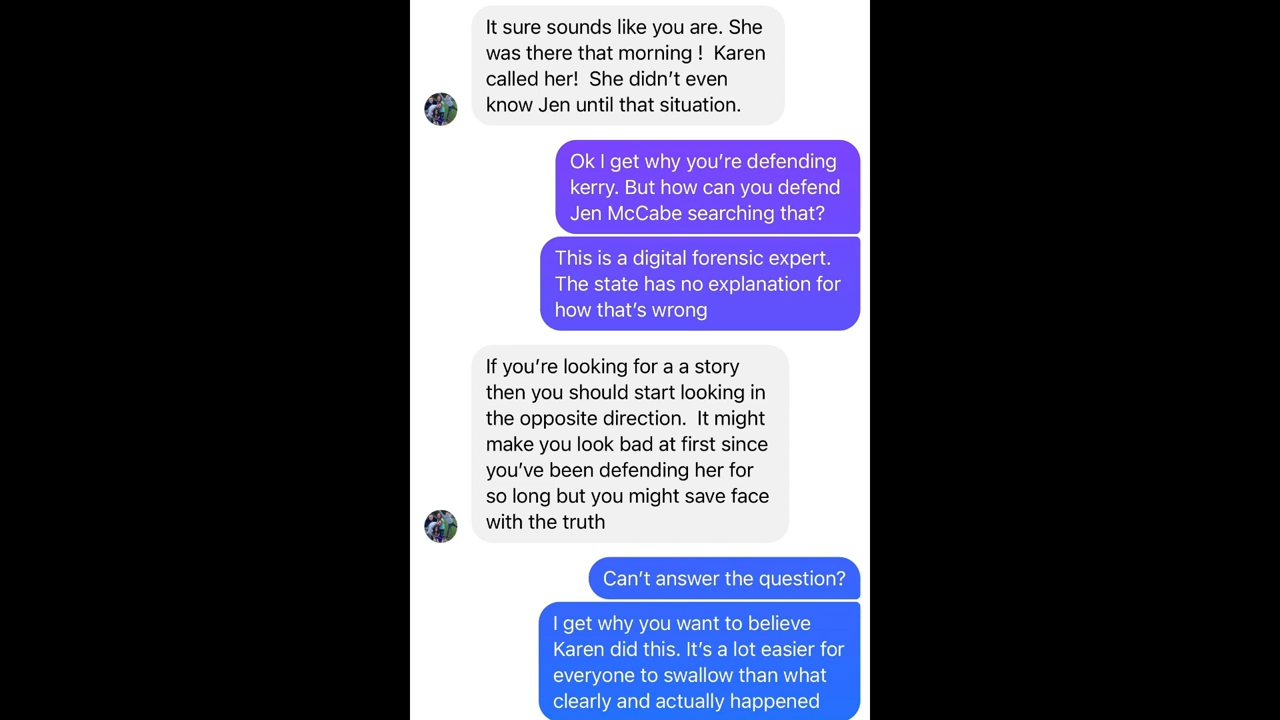 It sure sounds like you are. She
was there that morning !  Karen
called her!  She didn’t even
know Jen until that situation.
Ok I get why you’re defending
kerry. But how can you defend
Jen McCabe searching that?
This is a digital forensic expert.
The state has no explanation for
how that’s wrong
If you’re looking for a a story
then you should start looking in
the opposite direction.  It might
make you look bad at first since
you’ve been defending her for
so long but you might save face
with the truth
Can’t answer the question?
I get why you want to believe
Karen did this. It’s a lot easier for
everyone to swallow than what
clearly and actually happened